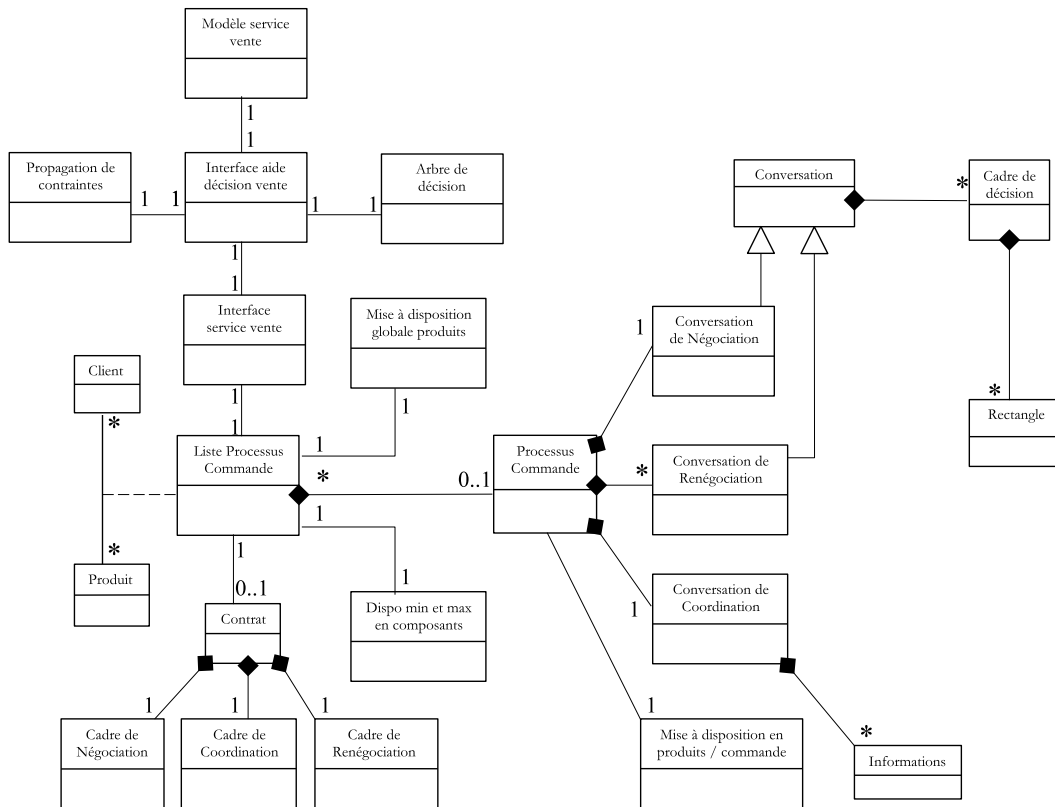 Modèle service
vente
1
1
Propagation de
contraintes
1
1
Interface aide
décision vente
1
1
Arbre de
décision
1
1
Interface
service vente
1
1
Mise à disposition
globale produits
1
1
Client
*
*
Produit
Liste Processus
Commande
*
0..1
1
1
Dispo min et max
en composants
1
0..1
Contrat
1
1
1
Cadre de
Négociation
Cadre de
Coordination
Cadre de
Renégociation
Conversation
*
Cadre de
décision
*
Rectangle
1
Conversation
de Négociation
Processus
Commande
*
Conversation de
Renégociation
1
Conversation de
Coordination
1
Mise à disposition en
produits / commande
*
Informations